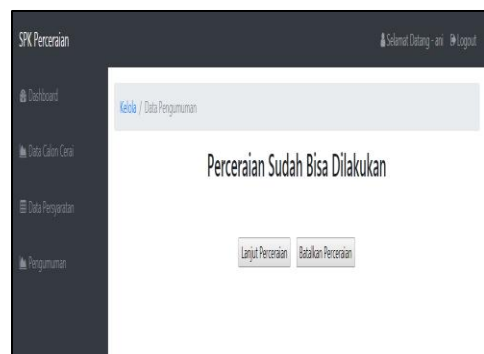 SPK Perceraian
Selamat Datang - ani Logout
Dashboard
Data Calon Cerai
Data Persyaratan
Pengumuman
Kelola / Data Pengumuman
Perceraian Sudah Bisa Dilakukan
Lanjut Perceraian Batalkan Perceraian